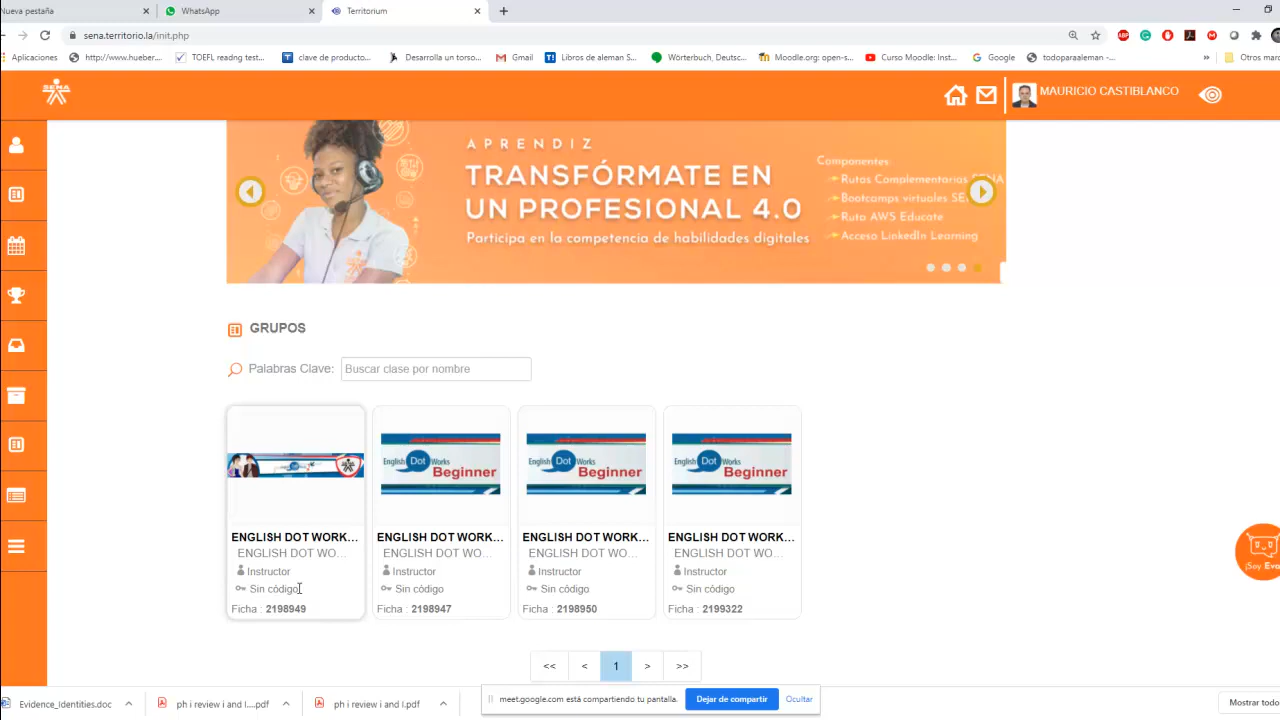 Nueva pestaña
WhatsApp
Territorium
sena.territorio.la/init.php
Aplicaciones
http://www.hueber...
TOEFL readng test...
clave de producto...
Desarrolla un torso...
Gmail
Libros de aleman S...
Wörterbuch, Deutsc...
Moodle.org: open-s...
Curso Moodle: Inst...
Google
todoparaaleman -...
»
Otros marc
SENA
MAURICIO CASTIBLANCO
APRENDIZ
TRANSFÓRMATE EN
UN PROFESIONAL 4.0
Participa en la competencia de habilidades digitales
Componentes:
Rutas Complementarias SENA
Bootcamps virtuales SE
Ruta AWS Educate
Acceso LinkedIn Learning
GRUPOS
Palabras Clave:
Buscar clase por nombre
English Dot Works
Beginner
English Dot Works
Beginner
English Dot Works
Beginner
ENGLISH DOT WORK...
ENGLISH DOT WO...
Instructor
Sin código
Ficha : 2198949
ENGLISH DOT WORK...
ENGLISH DOT WO...
Instructor
Sin código
Ficha : 2198947
ENGLISH DOT WORK...
ENGLISH DOT WO...
Instructor
Sin código
Ficha : 2198950
ENGLISH DOT WORK...
ENGLISH DOT WO...
Instructor
Sin código
Ficha : 2199322
¡Soy Eva
<< < 1 > >>
meet.google.com está compartiendo tu pantalla.
Dejar de compartir
Ocultar
Evidence_Identities.doc
ph i review i and I....pdf
ph i review i and I.pdf
Mostrar todo